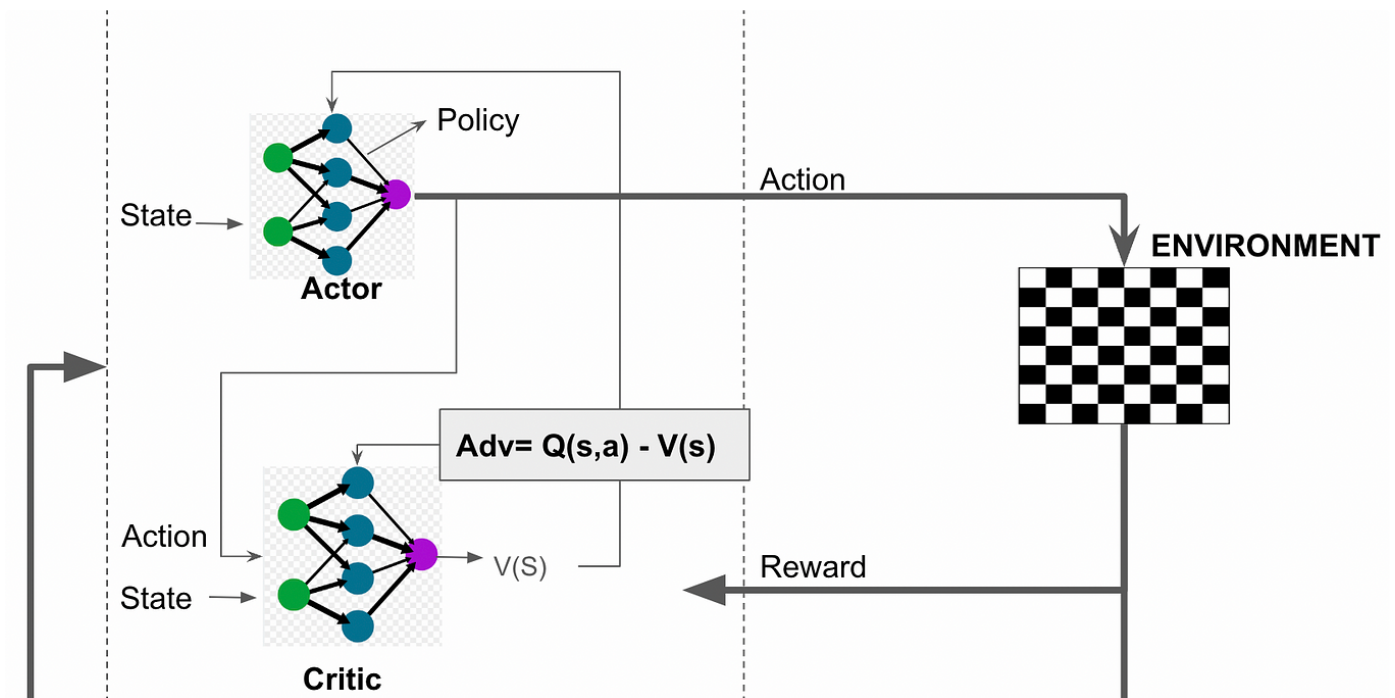 Policy
Action
State
ENVIRONMENT
Actor
Adv= Q(s,a) - V(s)
Action
V(S)
Reward
State
Critic